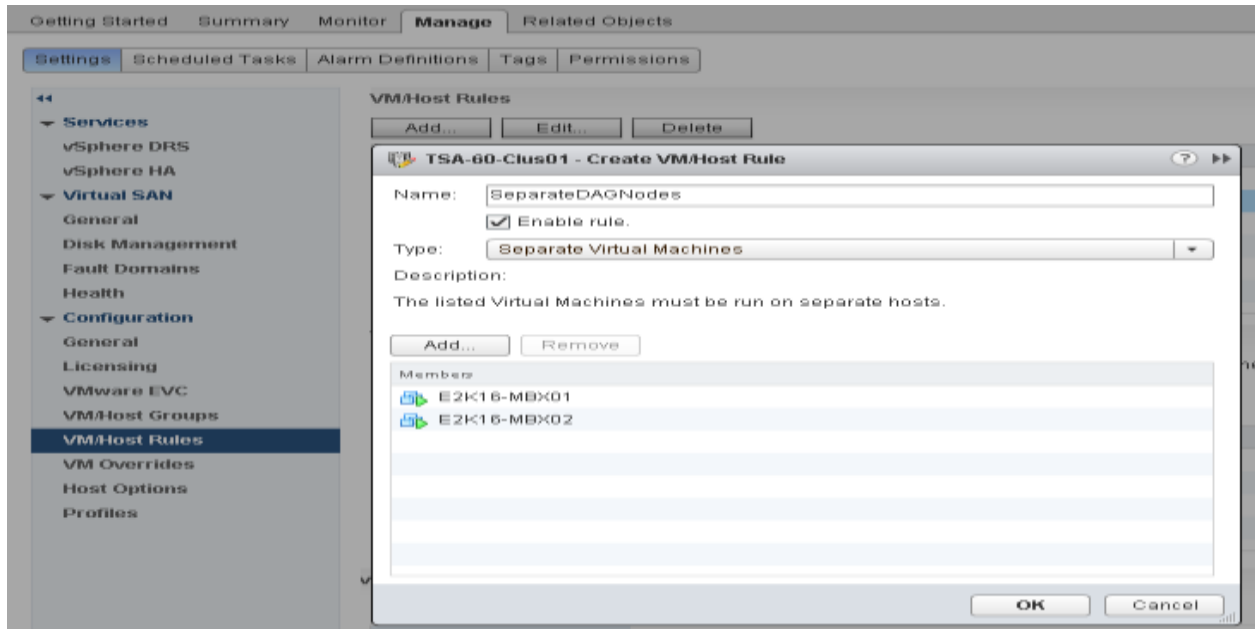 Getting Started Summary Monitor Manage Related Objects
Settings Scheduled Tasks Alarm Definitions Tags Permissions
Services
vSphere DRS
vSphere HA
Virtual SAN
General
Disk Management
Fault Domains
Health
Configuration
General
Licensing
VMware EVC
VM/Host Groups
VM/Host Rules
VM Overrides
Host Options
Profiles
VM/Host Rules
Add... Edit... Delete
TSA-60-Clus01 - Create VM/Host Rule
Name: SeparateDAGNodes
Enable rule.
Type: Separate Virtual Machines
Description:
The listed Virtual Machines must be run on separate hosts.
Add... Remove
Members
E2K16-MBX01
E2K16-MBX02
OK Cancel